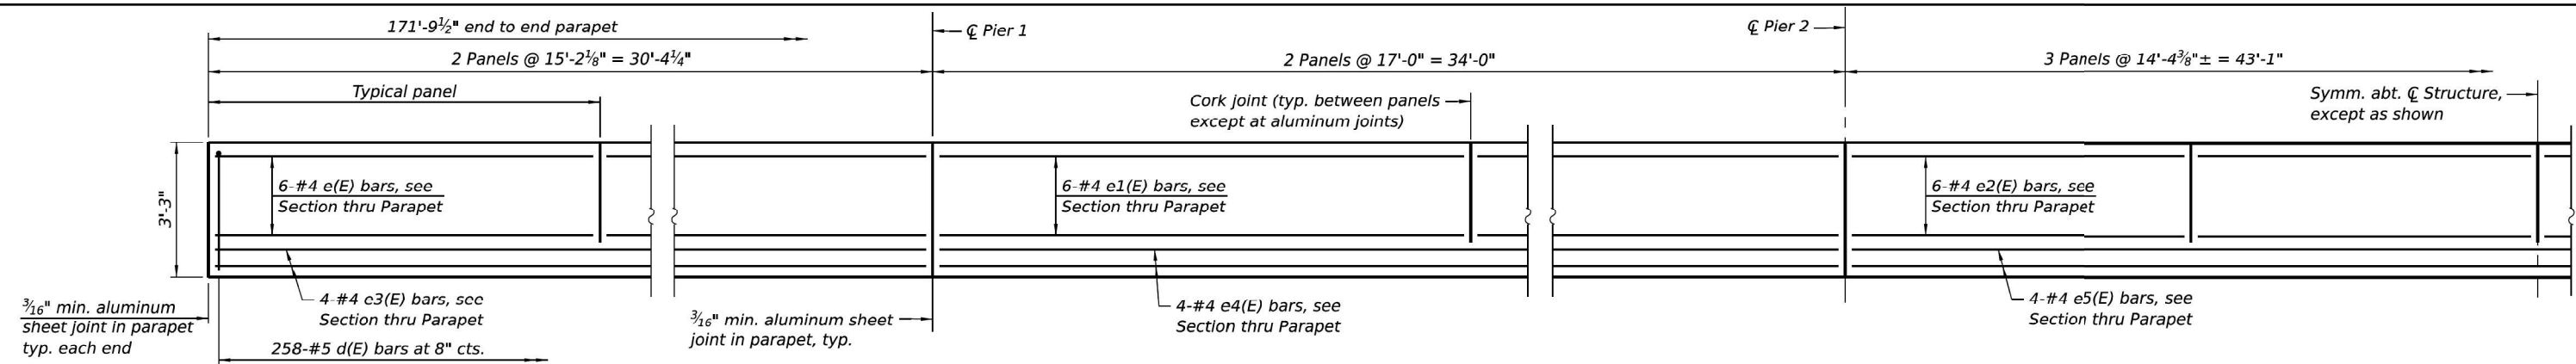 171'-9½" end to end parapet
℄ Pier 1
℄ Pier 2
2 Panels @ 15'-2⅛" = 30'-4¼"
2 Panels @ 17'-0" = 34'-0"
3 Panels @ 14'-4⅜"± = 43'-1"
Typical panel
Cork joint (typ. between panels
except at aluminum joints)
Symm. abt. ℄ Structure,
except as shown
3'-3"
6-#4 e(E) bars, see
Section thru Parapet
6-#4 e1(E) bars, see
Section thru Parapet
6-#4 e2(E) bars, see
Section thru Parapet
3/16" min. aluminum
sheet joint in parapet
typ. each end
4-#4 e3(E) bars, see
Section thru Parapet
3/16" min. aluminum sheet
joint in parapet, typ.
4-#4 e4(E) bars, see
Section thru Parapet
4-#4 e5(E) bars, see
Section thru Parapet
258-#5 d(E) bars at 8" cts.